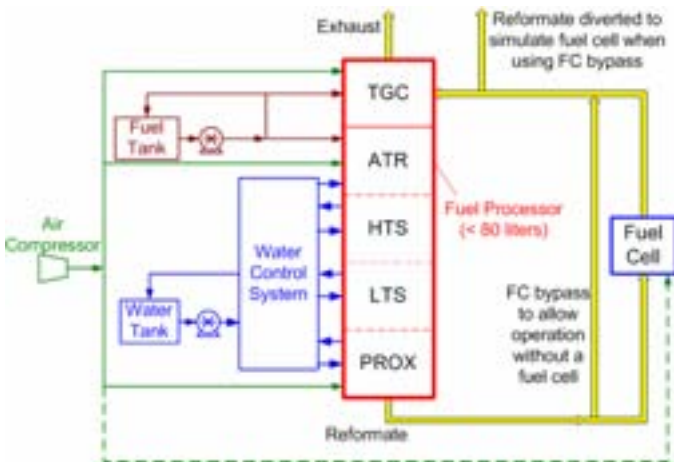 Exhaust
Reformate diverted to
simulate fuel cell when
using FC bypass
TGC
Fuel
Tank
ATR
Fuel Processor
(< 80 liters)
Air
Compressor
Water
Control
System
HTS
Fuel
Cell
LTS
FC bypass
to allow
operation
without a
fuel cell
Water
Tank
PROX
Reformate